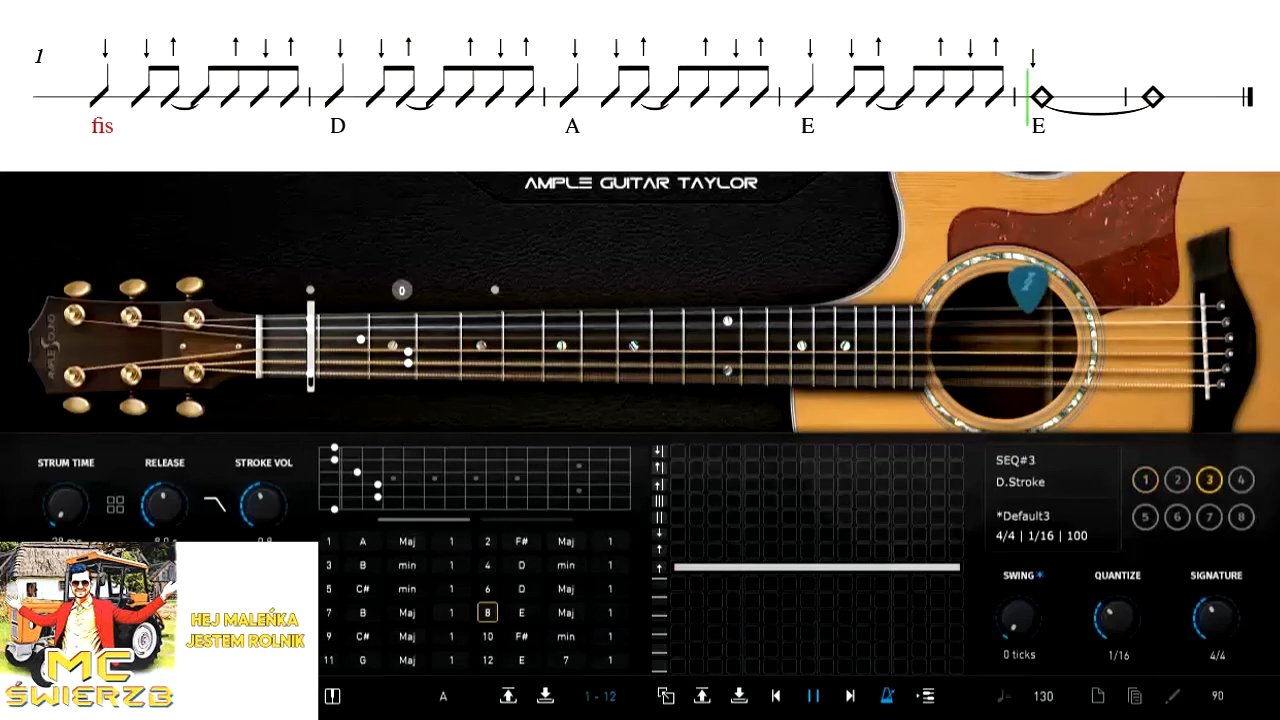 1
fis D A E E
AMPLE GUITAR TAYLOR
0
STRUM TIME RELEASE STROKE VOL
SEQ#3
D.Stroke
*Default3
4/4 | 1/16 | 100
1 2 3 4
5 6 7 8
1 A Maj 1 2 F# Maj 1
3 B min 1 4 D Maj 1
5 C# min 1 6 D Maj 1
7 B Maj 1 8 E Maj 1
9 C# Maj 1 10 F# min 1
11 G Maj 1 12 E 7 1
SWING* QUANTIZE SIGNATURE
0 ticks 1/16 4/4
A 1 - 12 130 90
HEJ MALEŃKA
JESTEM ROLNIK
MC
ŚWIERZB